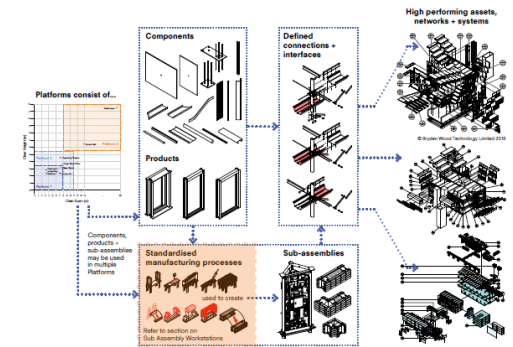 High performing assets,
networks + systems
Components
Defined
connections +
interfaces
Platforms consist of...
© Bryden Wood Technology Limited 2018
Products
Clear Span (m)
Components,
products +
sub-assemblies
may be used
in multiple
Platforms
Standardised
manufacturing processes
used to create
Refer to section on
Sub Assembly Workstations
Sub-assemblies